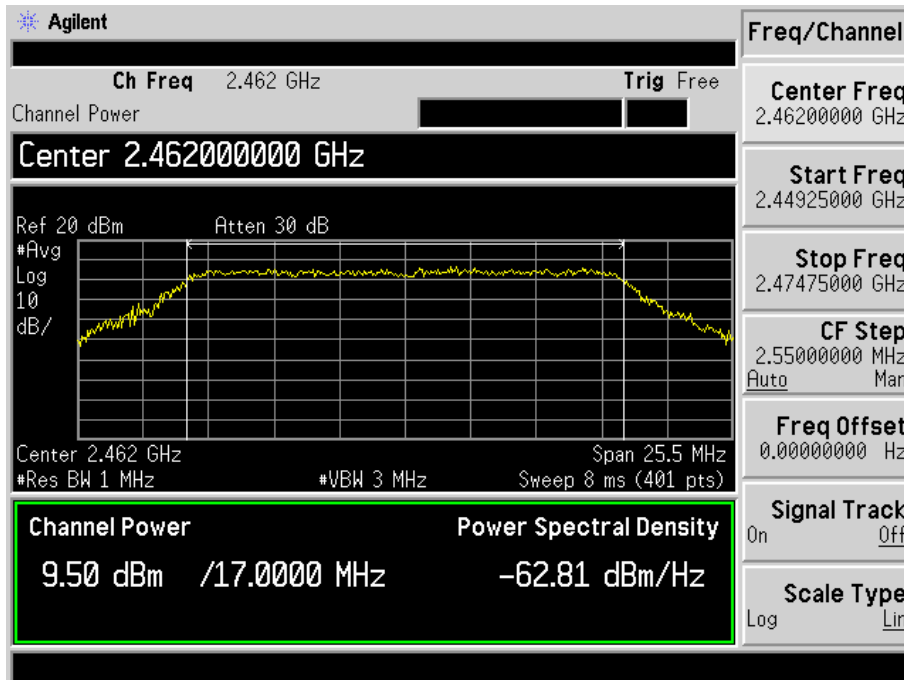 Agilent
Freq/Channel
Ch Freq 2.462 GHz Trig Free
Channel Power
Center 2.462000000 GHz
Ref 20 dBm Atten 30 dB
#Avg
Log
10
dB/
Center 2.462 GHz Span 25.5 MHz
#Res BW 1 MHz #VBW 3 MHz Sweep 8 ms (401 pts)
Channel Power Power Spectral Density
9.50 dBm /17.0000 MHz -62.81 dBm/Hz
Center Freq
2.46200000 GHz
Start Freq
2.44925000 GHz
Stop Freq
2.47475000 GHz
CF Step
2.55000000 MHz
Auto Man
Freq Offset
0.00000000 Hz
Signal Track
On Off
Scale Type
Log Lin